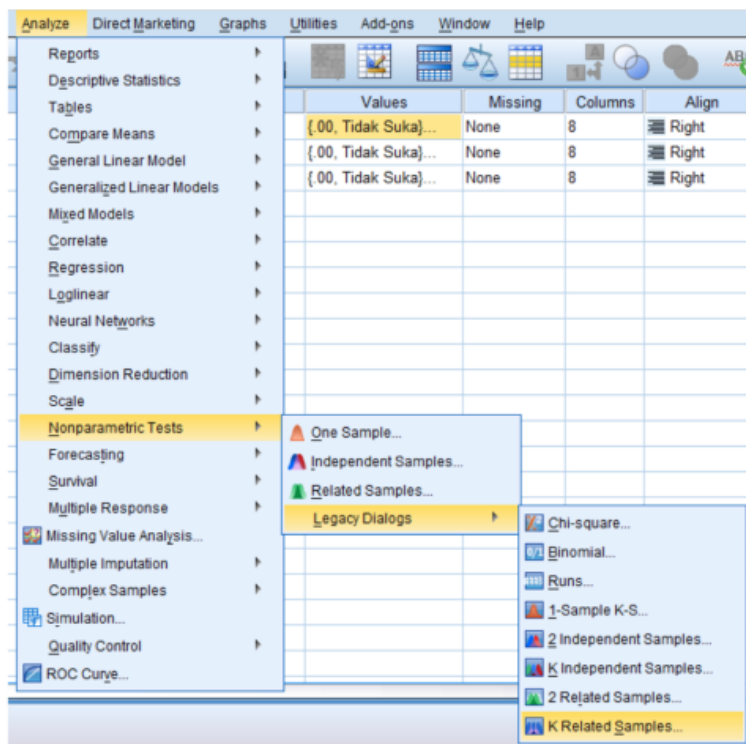 Analyze Direct Marketing Graphs Utilities Add-ons Window Help
Reports
Descriptive Statistics
Tables
Compare Means
General Linear Model
Generalized Linear Models
Mixed Models
Correlate
Regression
Loglinear
Neural Networks
Classify
Dimension Reduction
Scale
Nonparametric Tests
Forecasting
Survival
Multiple Response
Missing Value Analysis...
Multiple Imputation
Complex Samples
Simulation...
Quality Control
ROC Curve...
A
1
Values Missing Columns Align
{.00, Tidak Suka}... None 8 Right
{.00, Tidak Suka}... None 8 Right
{.00, Tidak Suka}... None 8 Right
One Sample...
Independent Samples...
Related Samples...
Legacy Dialogs
Chi-square...
0/1 Binomial...
Runs...
1-Sample K-S...
2 Independent Samples...
K Independent Samples...
2 Related Samples...
K Related Samples...